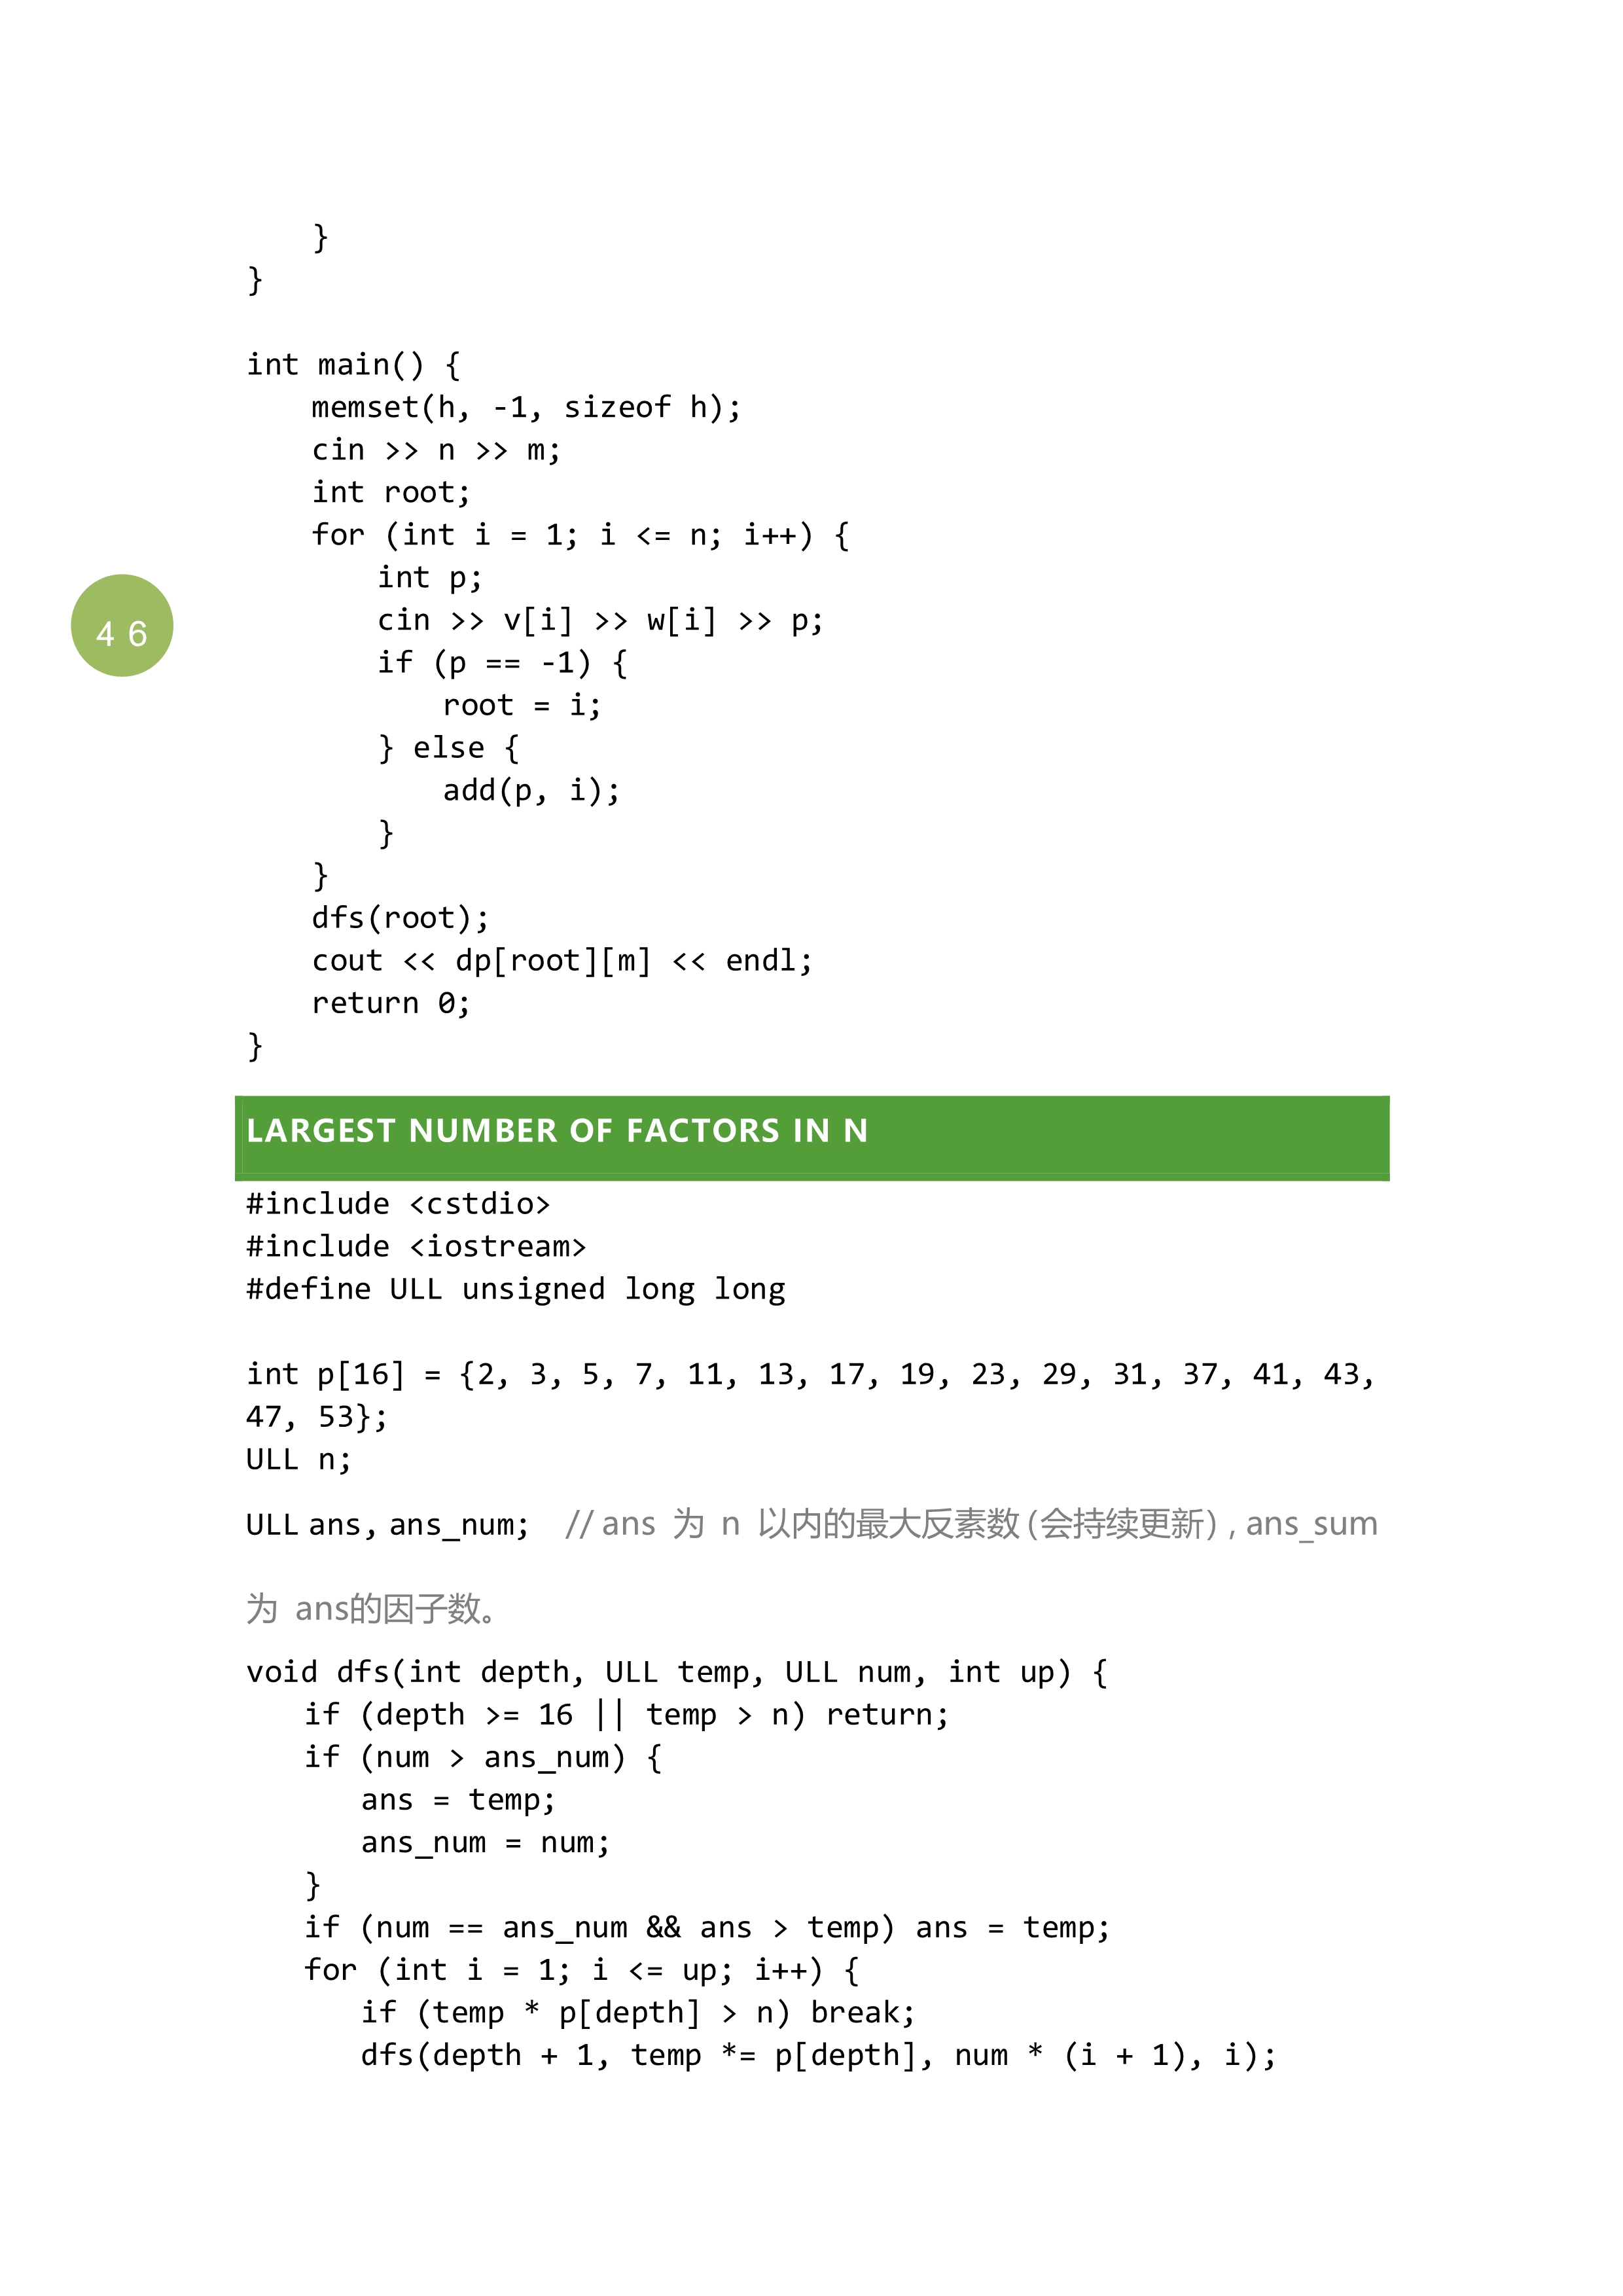 }
}
int main() {
    memset(h, -1, sizeof h);
    cin >> n >> m;
    int root;
    for (int i = 1; i <= n; i++) {
        int p;
        cin >> v[i] >> w[i] >> p;
46
        if (p == -1) {
            root = i;
        } else {
            add(p, i);
        }
    }
    dfs(root);
    cout << dp[root][m] << endl;
    return 0;
}
LARGEST NUMBER OF FACTORS IN N
#include <cstdio>
#include <iostream>
#define ULL unsigned long long
int p[16] = {2, 3, 5, 7, 11, 13, 17, 19, 23, 29, 31, 37, 41, 43,
47, 53};
ULL n;
ULL ans, ans_num;  // ans 为 n 以内的最大反素数(会持续更新), ans_sum
为 ans的因子数。
void dfs(int depth, ULL temp, ULL num, int up) {
    if (depth >= 16 || temp > n) return;
    if (num > ans_num) {
        ans = temp;
        ans_num = num;
    }
    if (num == ans_num && ans > temp) ans = temp;
    for (int i = 1; i <= up; i++) {
        if (temp * p[depth] > n) break;
        dfs(depth + 1, temp *= p[depth], num * (i + 1), i);